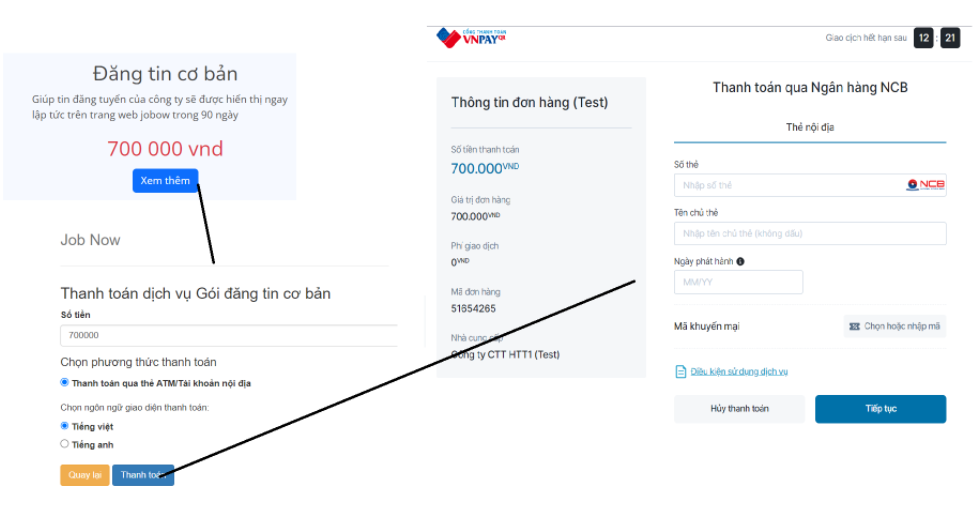 Đăng tin cơ bản
Giúp tin đăng tuyển của công ty sẽ được hiển thị ngay
lập tức trên trang web jobow trong 90 ngày
700 000 vnd
Xem thêm
Job Now
Thanh toán dịch vụ Gói đăng tin cơ bản
Số tiền
700000
Chọn phương thức thanh toán
Thanh toán qua thẻ ATM/Tài khoản nội địa
Chọn ngôn ngữ giao diện thanh toán:
Tiếng việt
Tiếng anh
Quay lại Thanh toán
CỔNG THANH TOÁN
VNPAYQR
Giao dịch hết hạn sau 12 : 21
Thông tin đơn hàng (Test)
Số tiền thanh toán
700.000VND
Giá trị đơn hàng
700.000VND
Phí giao dịch
0VND
Mã đơn hàng
51654265
Nhà cung cấp
Công ty CTT HTT1 (Test)
Thanh toán qua Ngân hàng NCB
Thẻ nội địa
Số thẻ
Nhập số thẻ NCB
Tên chủ thẻ
Nhập tên chủ thẻ (không dấu)
Ngày phát hành
MM/YY
Mã khuyến mại Chọn hoặc nhập mã
Điều kiện sử dụng dịch vụ
Hủy thanh toán Tiếp tục